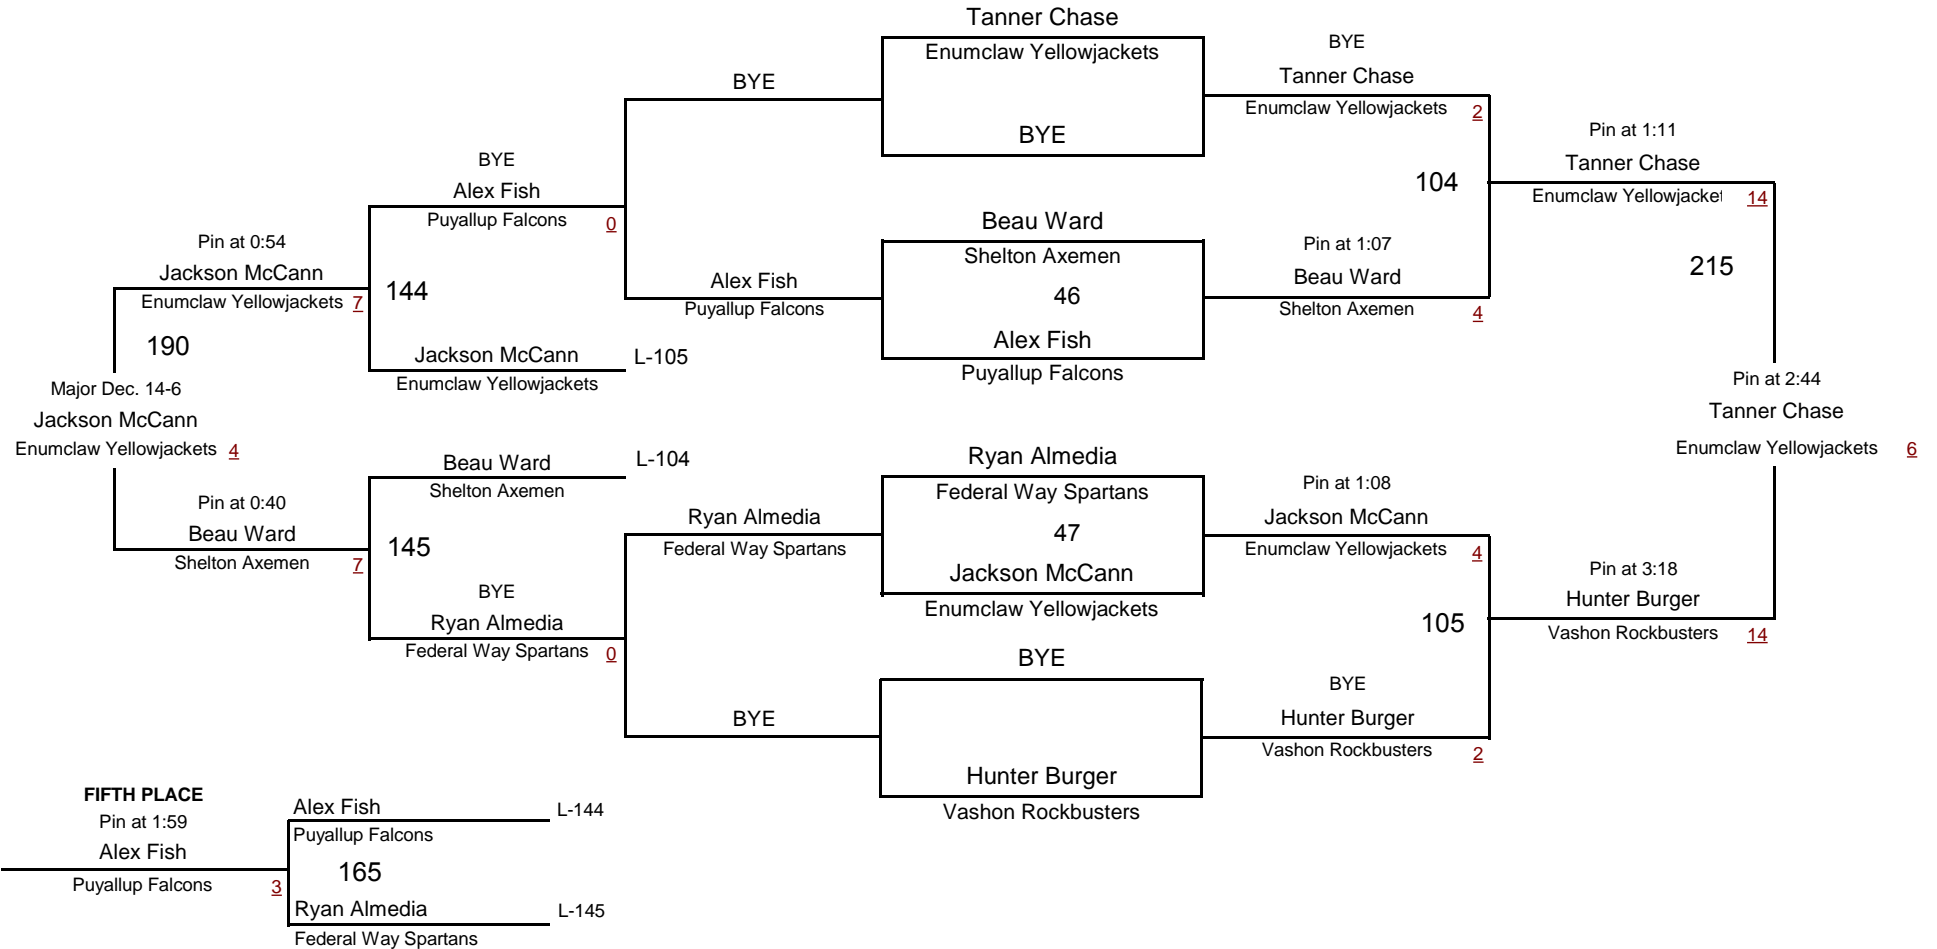 Tanner Chase
Enumclaw Yellowjackets
BYE
BYE
BYE
Tanner Chase
Enumclaw Yellowjackets 2
Pin at 1:11
Tanner Chase
Enumclaw Yellowjacket 14
104
BYE
Alex Fish
Puyallup Falcons 0
Beau Ward
Shelton Axemen
46
Alex Fish
Puyallup Falcons
Pin at 1:07
Beau Ward
Shelton Axemen 4
215
Pin at 0:54
Jackson McCann
Enumclaw Yellowjackets 7
144
Alex Fish
Puyallup Falcons
190
Jackson McCann L-105
Enumclaw Yellowjackets
Major Dec. 14-6
Jackson McCann
Enumclaw Yellowjackets 4
Pin at 2:44
Tanner Chase
Enumclaw Yellowjackets 6
Beau Ward L-104
Shelton Axemen
Ryan Almedia
Federal Way Spartans
47
Jackson McCann
Enumclaw Yellowjackets
Pin at 1:08
Jackson McCann
Enumclaw Yellowjackets 4
Pin at 0:40
Beau Ward
Shelton Axemen 7
145
Ryan Almedia
Federal Way Spartans
BYE
Ryan Almedia
Federal Way Spartans 0
105
Pin at 3:18
Hunter Burger
Vashon Rockbusters 14
BYE
BYE
BYE
Hunter Burger
Vashon Rockbusters 2
Hunter Burger
Vashon Rockbusters
FIFTH PLACE
Pin at 1:59
Alex Fish
Puyallup Falcons 3
Alex Fish L-144
Puyallup Falcons
165
Ryan Almedia L-145
Federal Way Spartans